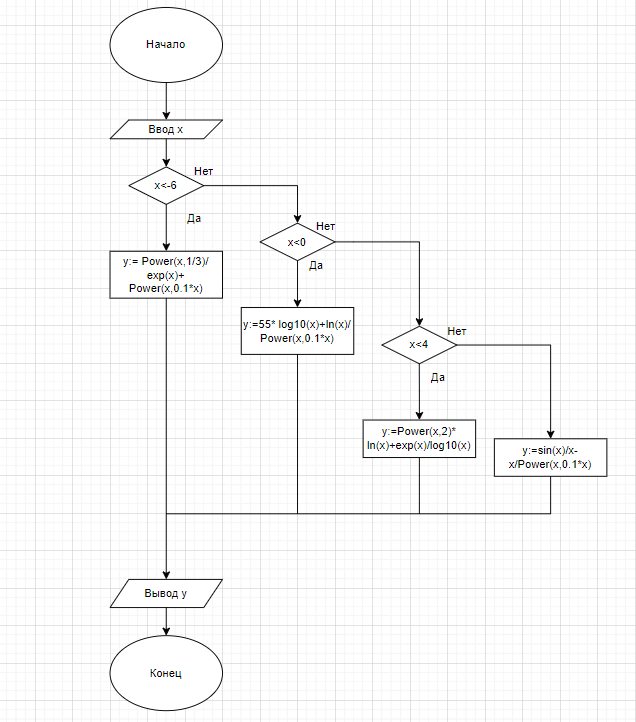 Начало
Ввод x
x<-6
Нет
Да
y:= Power(x,1/3)/
exp(x)+
Power(x,0.1*x)
x<0
Нет
Да
y:=55* log10(x)+ln(x)/
Power(x,0.1*x)
x<4
Нет
Да
y:=Power(x,2)*
ln(x)+exp(x)/log10(x)
y:=sin(x)/x-
x/Power(x,0.1*x)
Вывод y
Конец